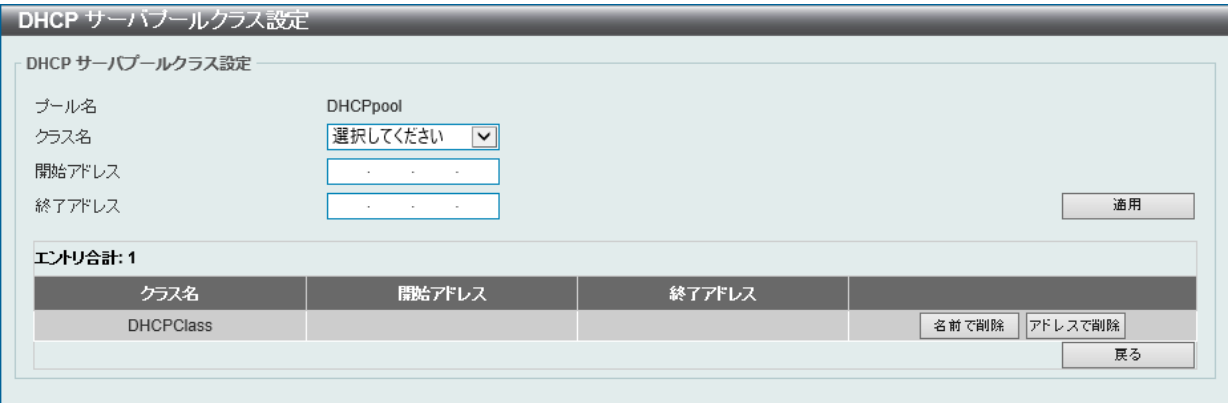 DHCP サーバプールクラス設定
DHCP サーバプールクラス設定
プール名 DHCPpool
クラス名 選択してください
開始アドレス . . .
終了アドレス . . . 適用
エントリ合計: 1
クラス名 開始アドレス 終了アドレス
DHCPClass 名前で削除 アドレスで削除
戻る